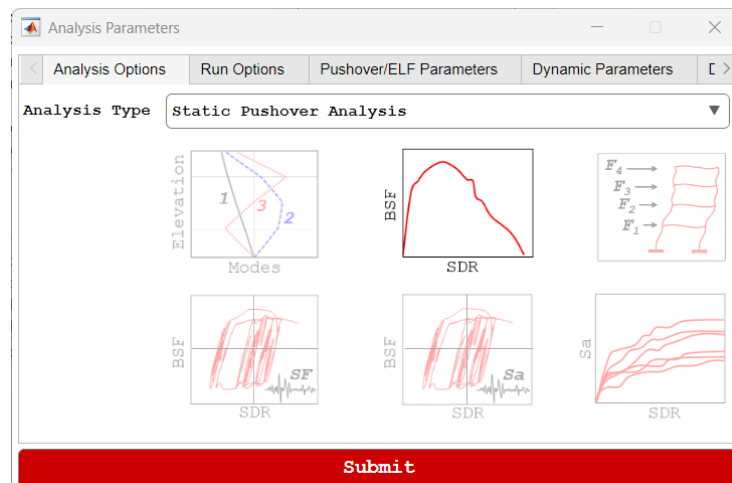 Analysis Parameters
Analysis Options Run Options Pushover/ELF Parameters Dynamic Parameters
Analysis Type Static Pushover Analysis
Elevation
1
3
2
Modes
BSF
SDR
F4
F3
F2
F1
BSF
SF
SDR
BSF
Sa
SDR
Sa
SDR
Submit